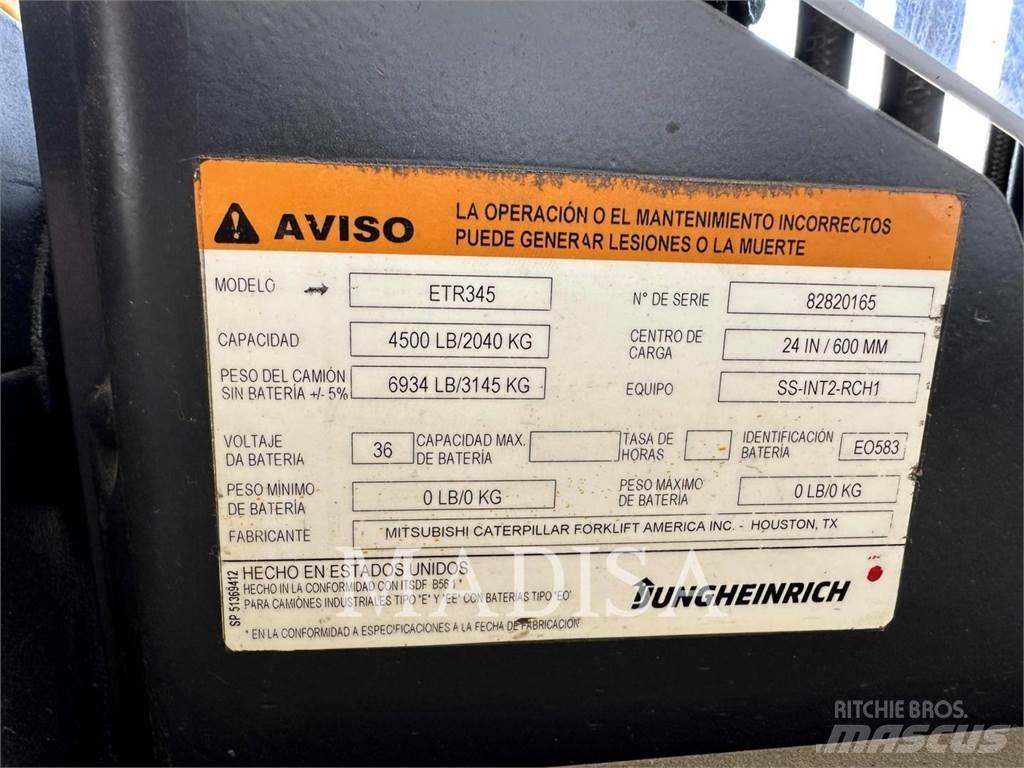 AVISO
LA OPERACIÓN O EL MANTENIMIENTO INCORRECTOS
PUEDE GENERAR LESIONES O LA MUERTE
MODELO → ETR345 N° DE SERIE 82820165
CAPACIDAD 4500 LB/2040 KG CENTRO DE CARGA 24 IN / 600 MM
PESO DEL CAMIÓN
SIN BATERÍA +/- 5% 6934 LB/3145 KG EQUIPO SS-INT2-RCH1
VOLTAJE
DA BATERIA 36 CAPACIDAD MAX.
DE BATERÍA TASA DE
HORAS IDENTIFICACIÓN
BATERÍA EO583
PESO MÍNIMO
DE BATERÍA 0 LB/0 KG PESO MÁXIMO
DE BATERÍA 0 LB/0 KG
FABRICANTE MITSUBISHI CATERPILLAR FORKLIFT AMERICA INC. - HOUSTON, TX
SP 51369412
HECHO EN ESTADOS UNIDOS
HECHO IN LA CONFORMIDAD CON ITSDF B56.1*
PARA CAMIÓNES INDUSTRIALES TIPO "E" Y "EE" CON BATERÍAS TIPO "EO"
* EN LA CONFORMIDAD A ESPECIFICACIONES A LA FECHA DE FABRICACIÓN
JUNGHEINRICH
MADISA
RITCHIE BROS.
MASCUS